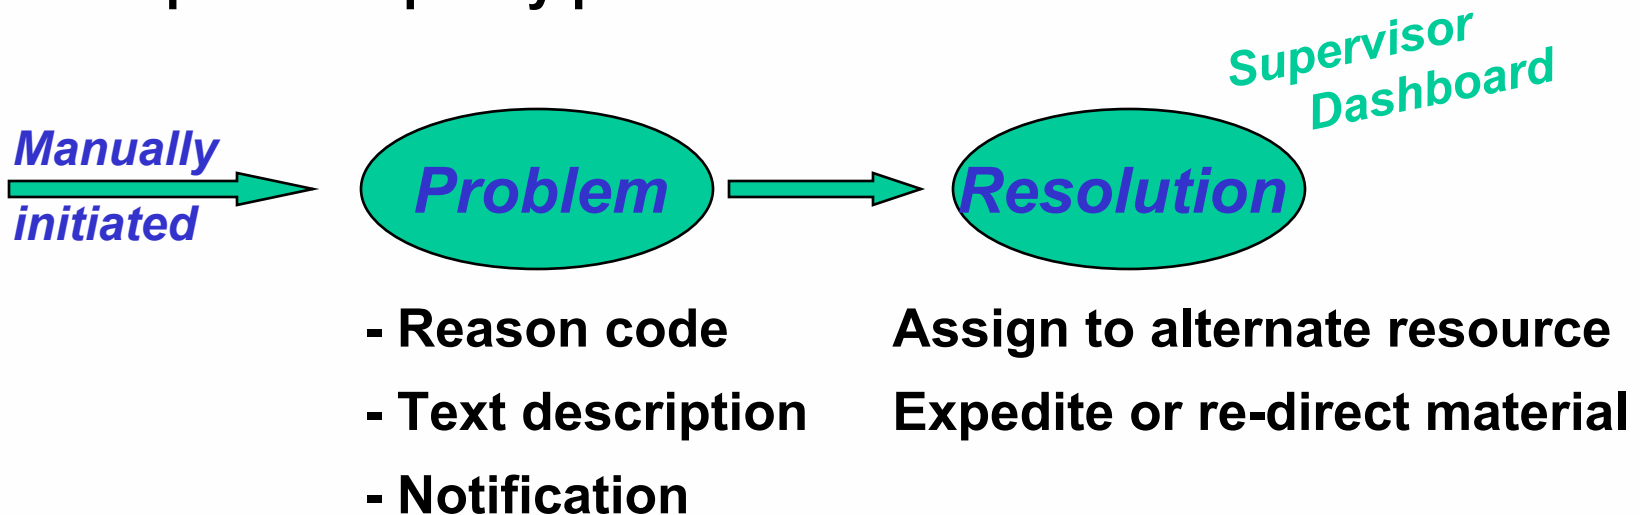 Supervisor
Dashboard
Manually
initiated
Problem
Resolution
- Reason code
- Text description
- Notification
Assign to alternate resource
Expedite or re-direct material